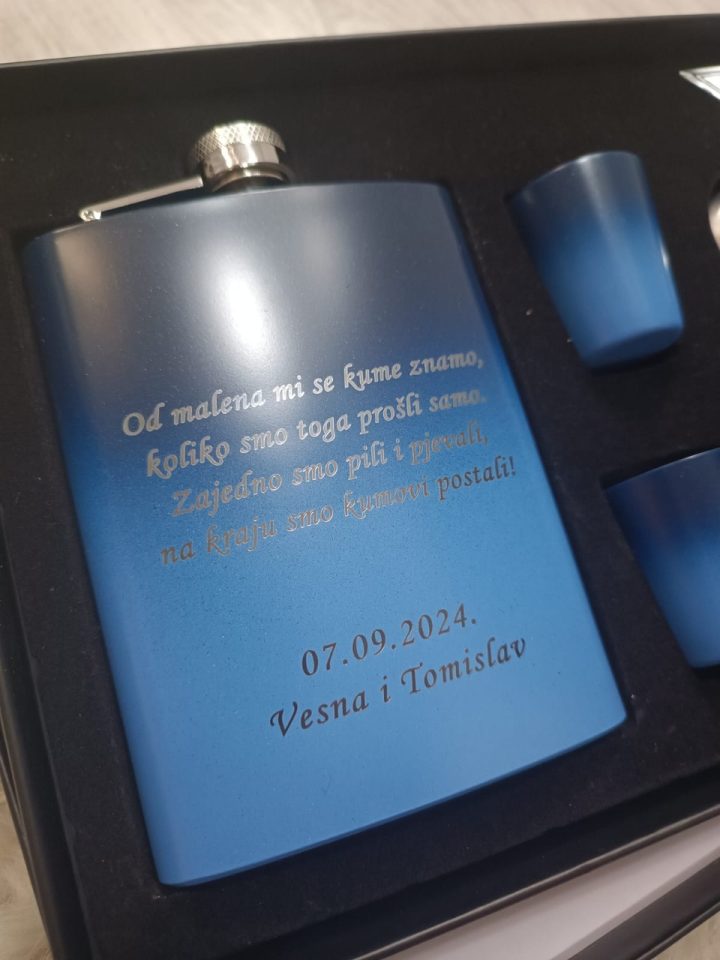 Od malena mi se kume znamo,
koliko smo toga prošli samo.
Zajedno smo pili i pjevali,
na kraju smo kumovi postali!
07.09.2024.
Vesna i Tomislav